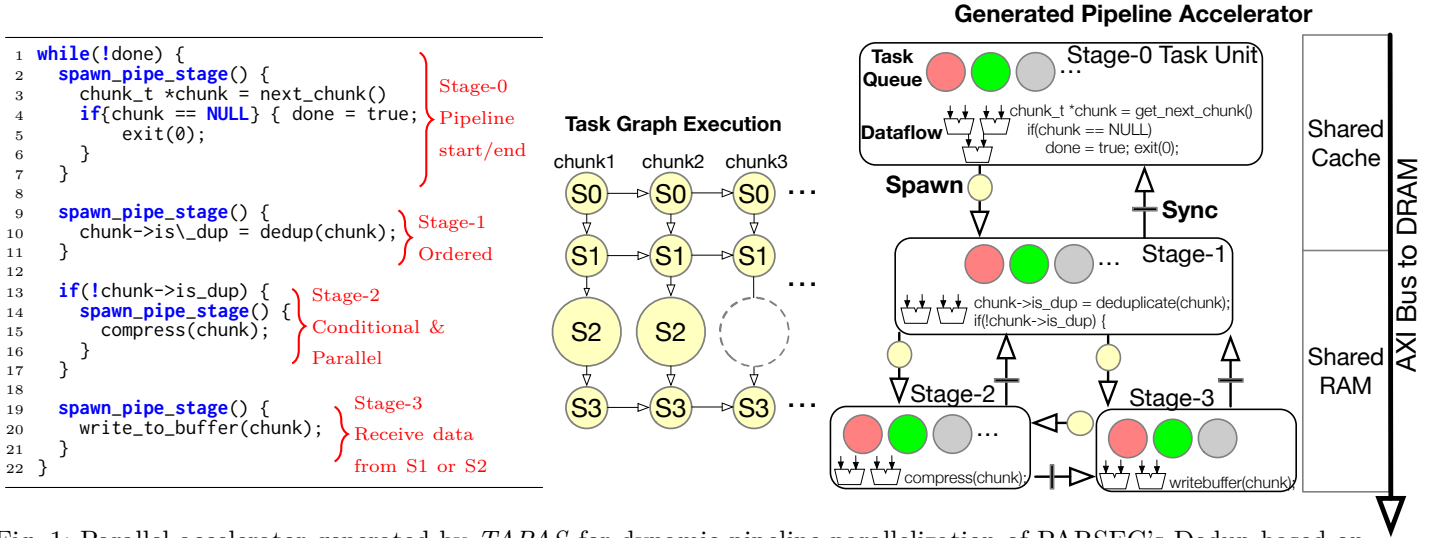 Generated Pipeline Accelerator
1 while(!done) {
2 spawn_pipe_stage() {
3 chunk_t *chunk = next_chunk()
4 if{chunk == NULL} { done = true;
5 exit(0);
6 }
7 }
8
9 spawn_pipe_stage() {
10 chunk->is\_dup = dedup(chunk);
11 }
12
13 if(!chunk->is_dup) {
14 spawn_pipe_stage() {
15 compress(chunk);
16 }
17 }
18
19 spawn_pipe_stage() {
20 write_to_buffer(chunk);
21 }
22 }
Stage-0
Pipeline
start/end
Stage-1
Ordered
Stage-2
Conditional &
Parallel
Stage-3
Receive data
from S1 or S2
Task Graph Execution
chunk1 chunk2 chunk3
S0 S0 S0 ...
S1 S1 S1
...
S2 S2
S3 S3 S3 ...
Task
Queue
... Stage-0 Task Unit
Dataflow
chunk_t *chunk = get_next_chunk()
if(chunk == NULL)
done = true; exit(0);
Spawn
Sync
... Stage-1
chunk->is_dup = deduplicate(chunk);
if(!chunk->is_dup) {
Stage-2
...
compress(chunk);
Stage-3
writebuffer(chunk);
Shared
Cache
Shared
RAM
AXI Bus to DRAM